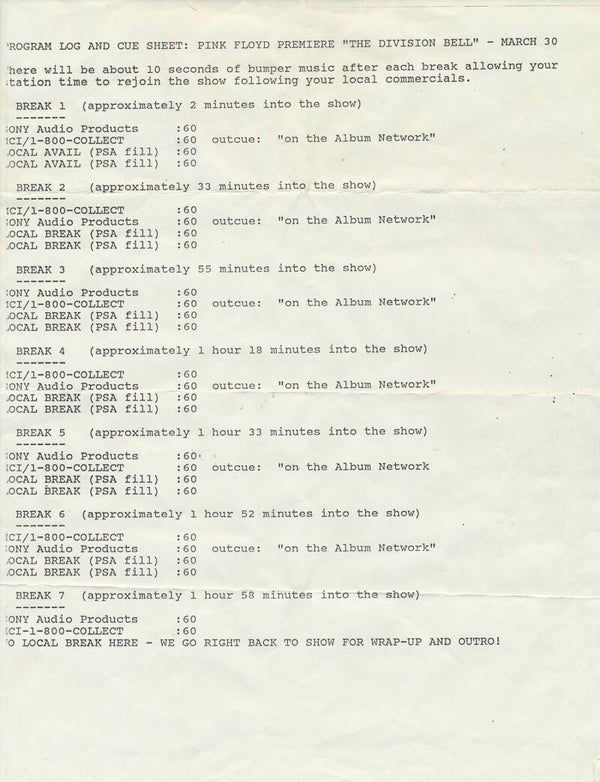 ROGRAM LOG AND CUE SHEET: PINK FLOYD PREMIERE "THE DIVISION BELL" - MARCH 30
here will be about 10 seconds of bumper music after each break allowing your
tation time to rejoin the show following your local commercials.
BREAK 1 (approximately 2 minutes into the show)
-------
ONY Audio Products :60
CI/1-800-COLLECT :60 outcue: "on the Album Network"
OCAL AVAIL (PSA fill) :60
OCAL AVAIL (PSA fill) :60
BREAK 2 (approximately 33 minutes into the show)
-------
CI/1-800-COLLECT :60
ONY Audio Products :60 outcue: "on the Album Network"
OCAL BREAK (PSA fill) :60
OCAL BREAK (PSA fill) :60
BREAK 3 (approximately 55 minutes into the show)
-------
ONY Audio Products :60
CI/1-800-COLLECT :60 outcue: "on the Album Network"
OCAL BREAK (PSA fill) :60
OCAL BREAK (PSA fill) :60
BREAK 4 (approximately 1 hour 18 minutes into the show)
-------
CI/1-800-COLLECT :60
ONY Audio Products :60 outcue: "on the Album Network"
OCAL BREAK (PSA fill) :60
OCAL BREAK (PSA fill) :60
BREAK 5 (approximately 1 hour 33 minutes into the show)
-------
ONY Audio Products :60
CI/1-800-COLLECT :60 outcue: "on the Album Network
OCAL BREAK (PSA fill) :60
OCAL BREAK (PSA fill) :60
BREAK 6 (approximately 1 hour 52 minutes into the show)
-------
CI/1-800-COLLECT :60
ONY Audio Products :60 outcue: "on the Album Network"
OCAL BREAK (PSA fill) :60
OCAL BREAK (PSA fill) :60
BREAK 7 (approximately 1 hour 58 minutes into the show)
-------
ONY Audio Products :60
CI-1-800-COLLECT :60
O LOCAL BREAK HERE - WE GO RIGHT BACK TO SHOW FOR WRAP-UP AND OUTRO!